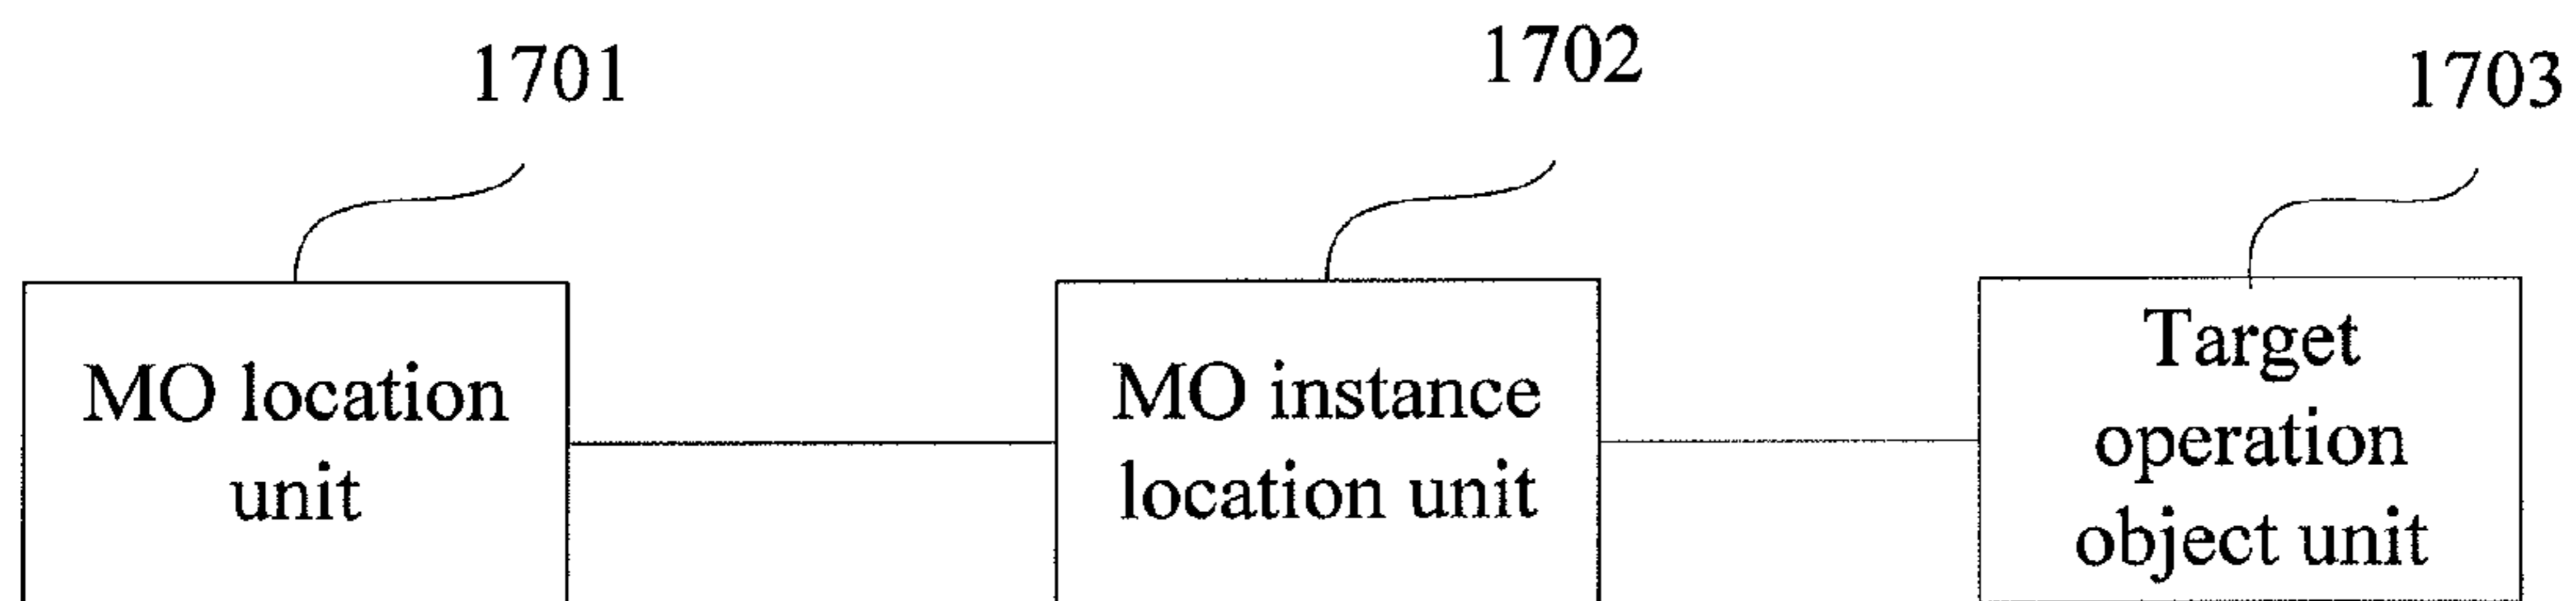 1701
1702
1703
MO location
unit
MO instance
location unit
Target
operation
object unit